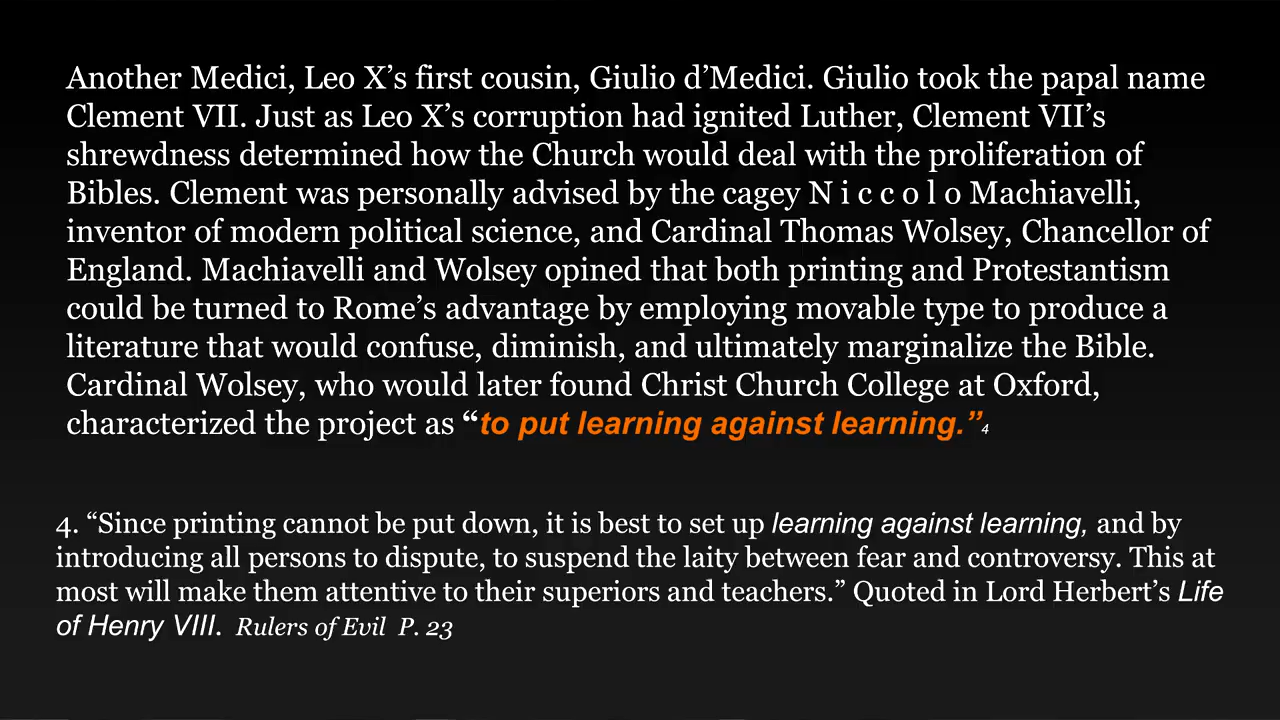 Another Medici, Leo X’s first cousin, Giulio d’Medici. Giulio took the papal name
Clement VII. Just as Leo X’s corruption had ignited Luther, Clement VII’s
shrewdness determined how the Church would deal with the proliferation of
Bibles. Clement was personally advised by the cagey N i c c o l o Machiavelli,
inventor of modern political science, and Cardinal Thomas Wolsey, Chancellor of
England. Machiavelli and Wolsey opined that both printing and Protestantism
could be turned to Rome’s advantage by employing movable type to produce a
literature that would confuse, diminish, and ultimately marginalize the Bible.
Cardinal Wolsey, who would later found Christ Church College at Oxford,
characterized the project as “to put learning against learning.”4
4. “Since printing cannot be put down, it is best to set up learning against learning, and by
introducing all persons to dispute, to suspend the laity between fear and controversy. This at
most will make them attentive to their superiors and teachers.” Quoted in Lord Herbert’s Life
of Henry VIII. Rulers of Evil P. 23